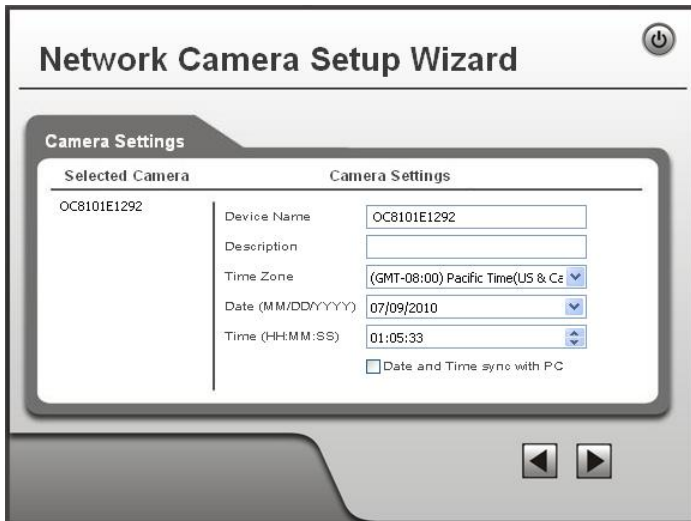 Network Camera Setup Wizard
Camera Settings
Selected Camera
Camera Settings
OC8101E1292
Device Name OC8101E1292
Description
Time Zone (GMT-08:00) Pacific Time(US & Ca
Date (MM/DD/YYYY) 07/09/2010
Time (HH:MM:SS) 01:05:33
Date and Time sync with PC